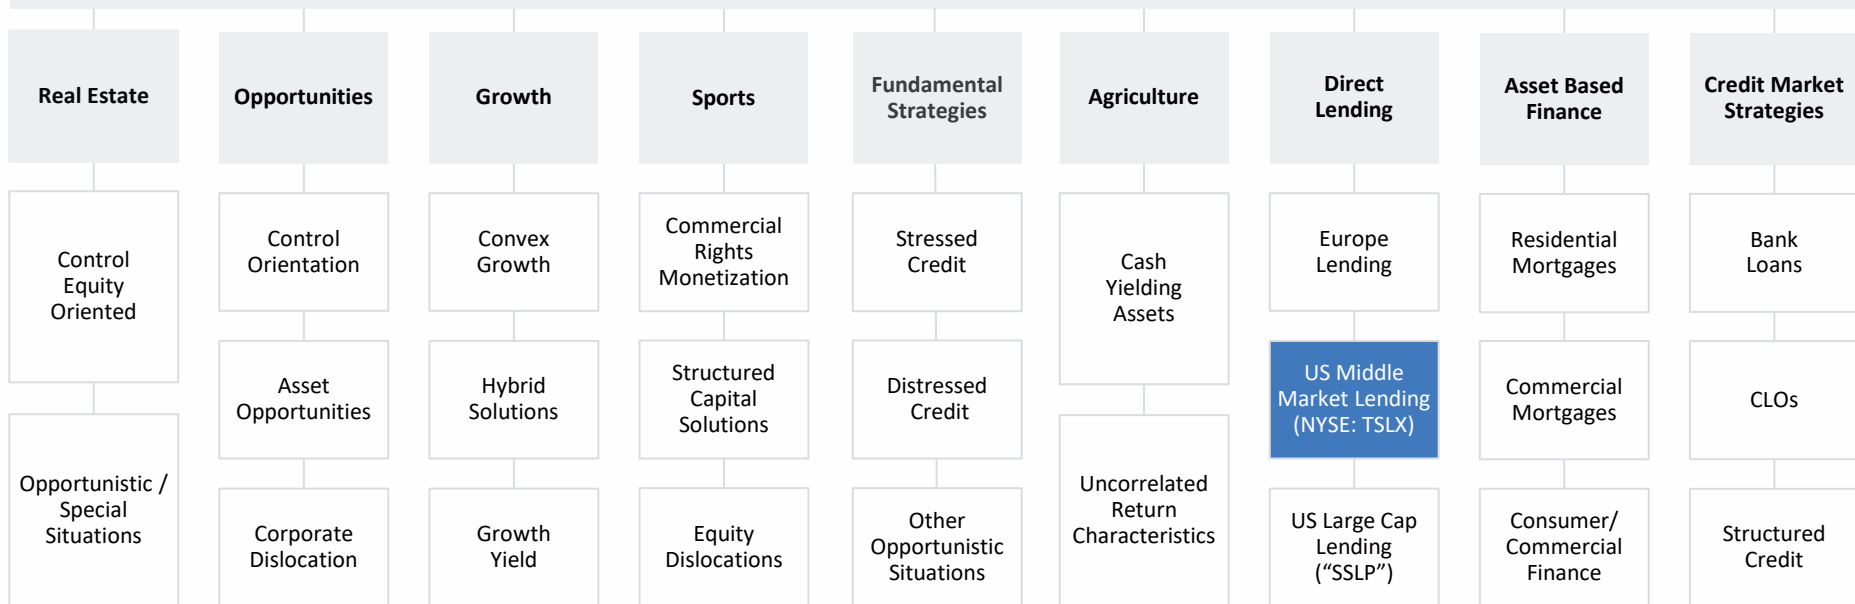 Real Estate
Opportunities
Growth
Sports
Fundamental
Strategies
Agriculture
Direct
Lending
Asset Based
Finance
Credit Market
Strategies
Control
Equity
Oriented
Opportunistic /
Special
Situations
Control
Orientation
Asset
Opportunities
Corporate
Dislocation
Convex
Growth
Hybrid
Solutions
Growth
Yield
Commercial
Rights
Monetization
Structured
Capital
Solutions
Equity
Dislocations
Stressed
Credit
Distressed
Credit
Other
Opportunistic
Situations
Cash
Yielding
Assets
Uncorrelated
Return
Characteristics
Europe
Lending
US Middle
Market Lending
(NYSE: TSLX)
US Large Cap
Lending
(“SSLP”)
Residential
Mortgages
Commercial
Mortgages
Consumer/
Commercial
Finance
Bank
Loans
CLOs
Structured
Credit